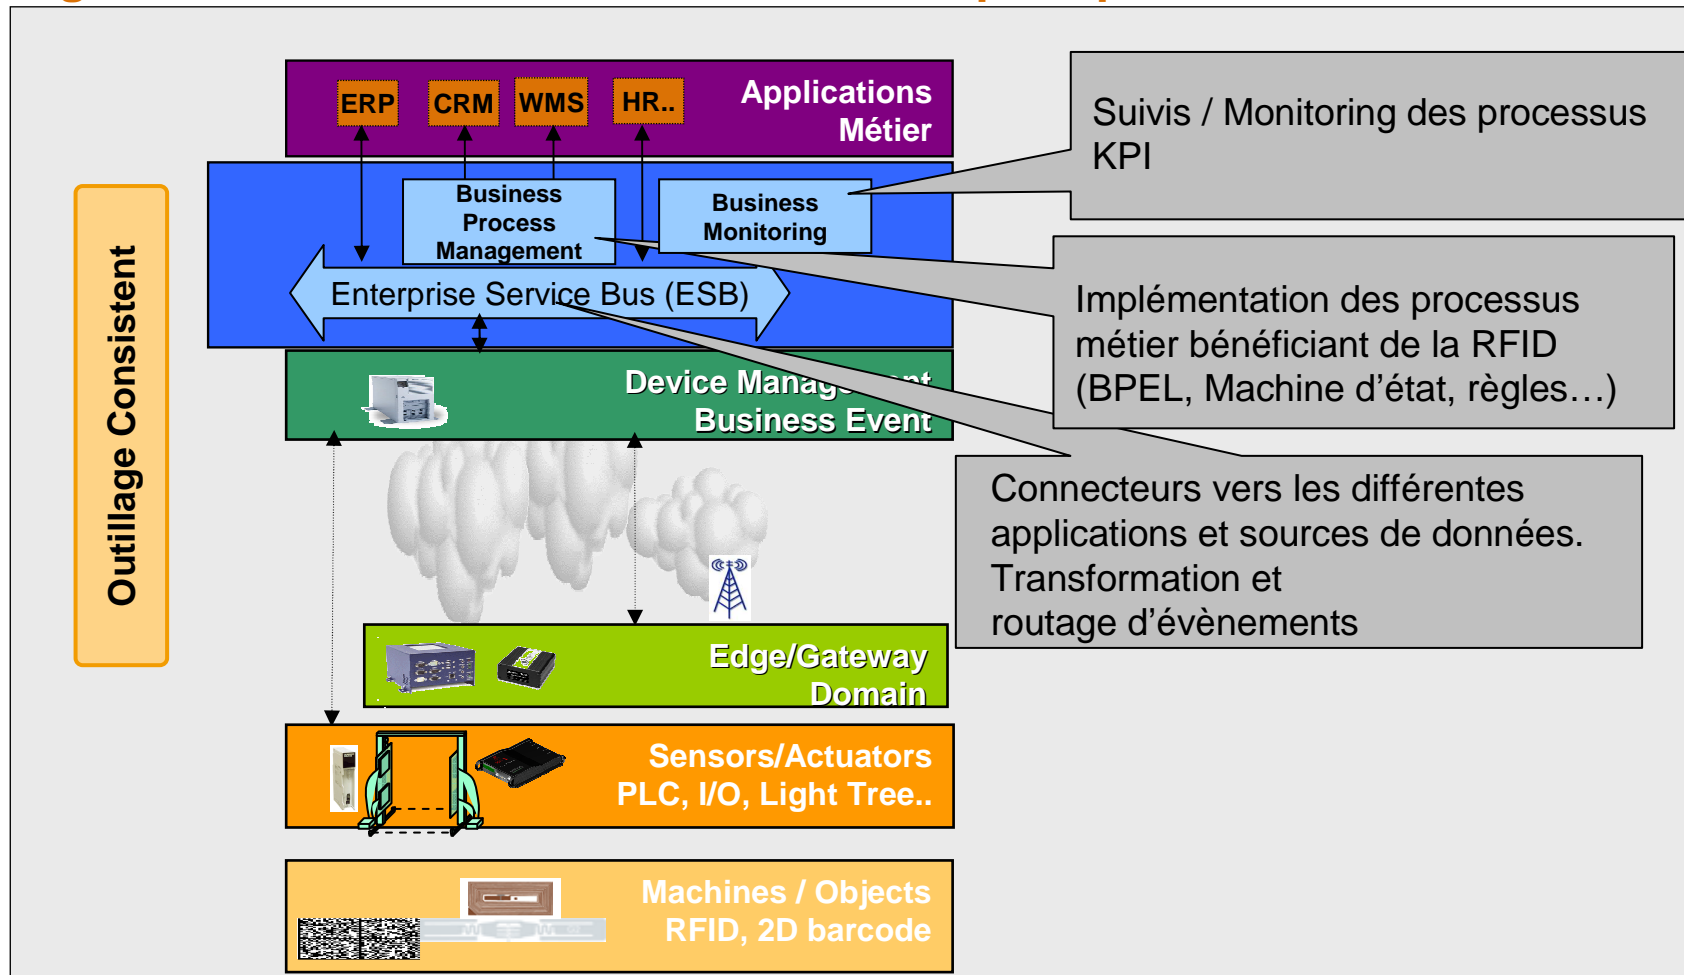 ERP
CRM
WMS
HR..
Applications
Métier
Suivis / Monitoring des processus
KPI
Business
Process
Management
Business
Monitoring
Enterprise Service Bus (ESB)
Implémentation des processus
métier bénéficiant de la RFID
(BPEL, Machine d’état, règles…)
Outillage Consistent
Device Management
Business Event
Connecteurs vers les différentes
applications et sources de données.
Transformation et
routage d’évènements
Edge/Gateway
Domain
Sensors/Actuators
PLC, I/O, Light Tree..
Machines / Objects
RFID, 2D barcode